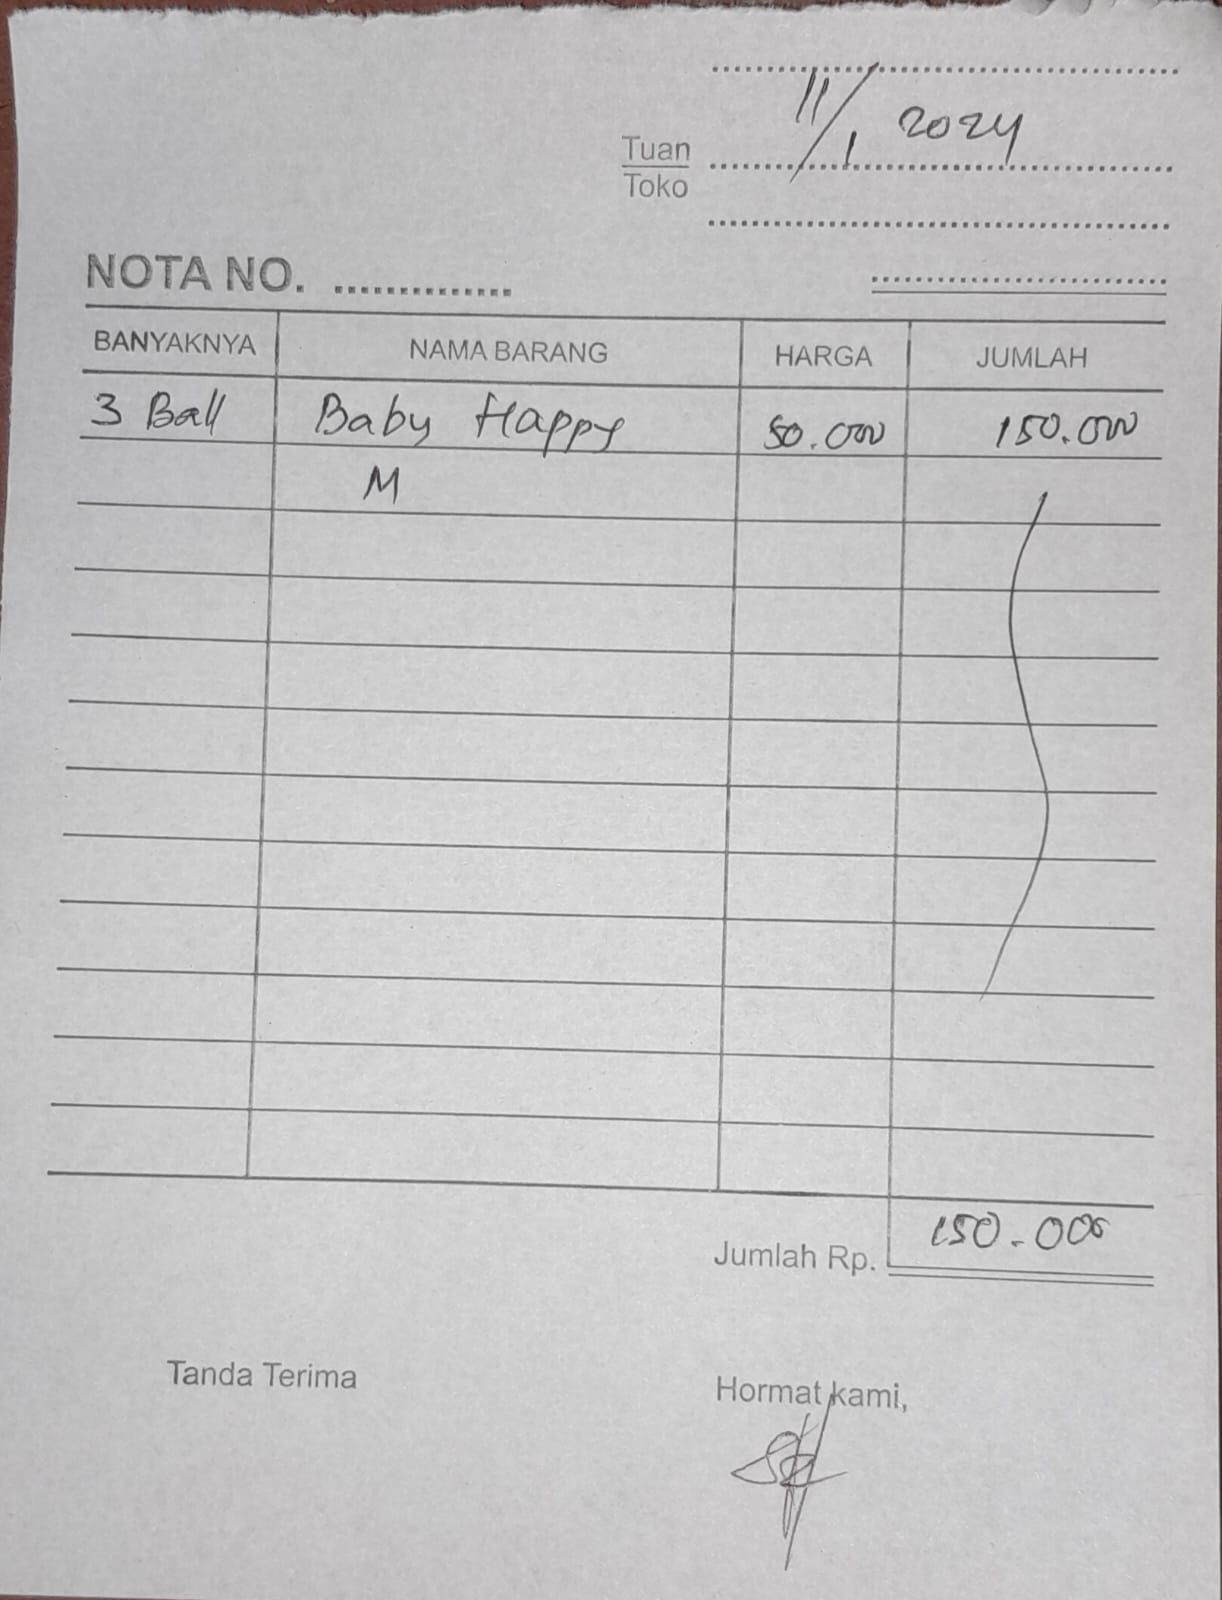 11/1 2024
Tuan
Toko
NOTA NO.
BANYAKNYA NAMA BARANG HARGA JUMLAH
3 Ball Baby Happy 50.000 150.000
M
Jumlah Rp. 150.000
Tanda Terima
Hormat kami,